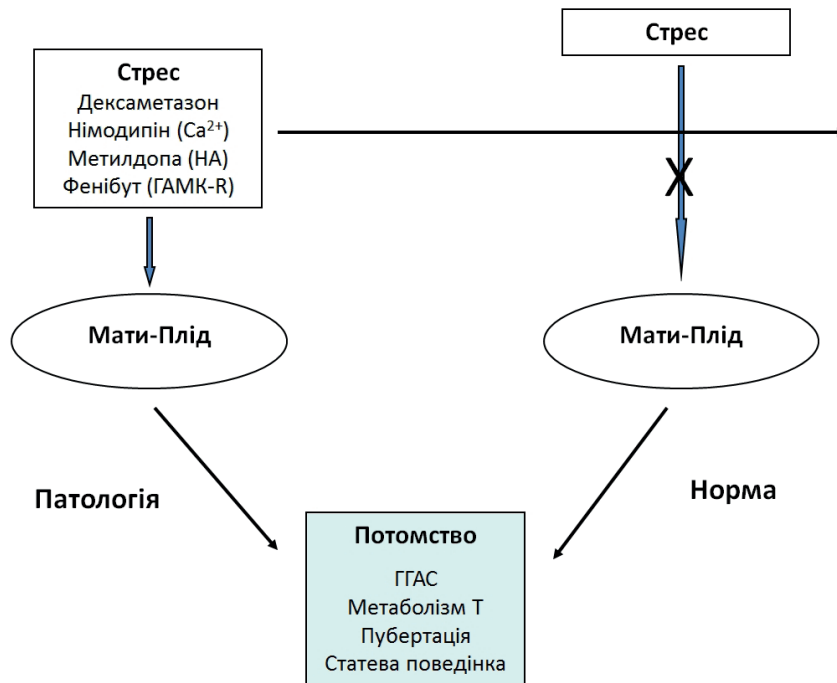 Стрес
Дексаметазон
Німодипін (Ca²⁺)
Метилдопа (НА)
Фенібут (ГАМК-R)
Стрес
X
Мати-Плід
Мати-Плід
Патологія
Норма
Потомство
ГГАС
Метаболізм Т
Пубертація
Статева поведінка